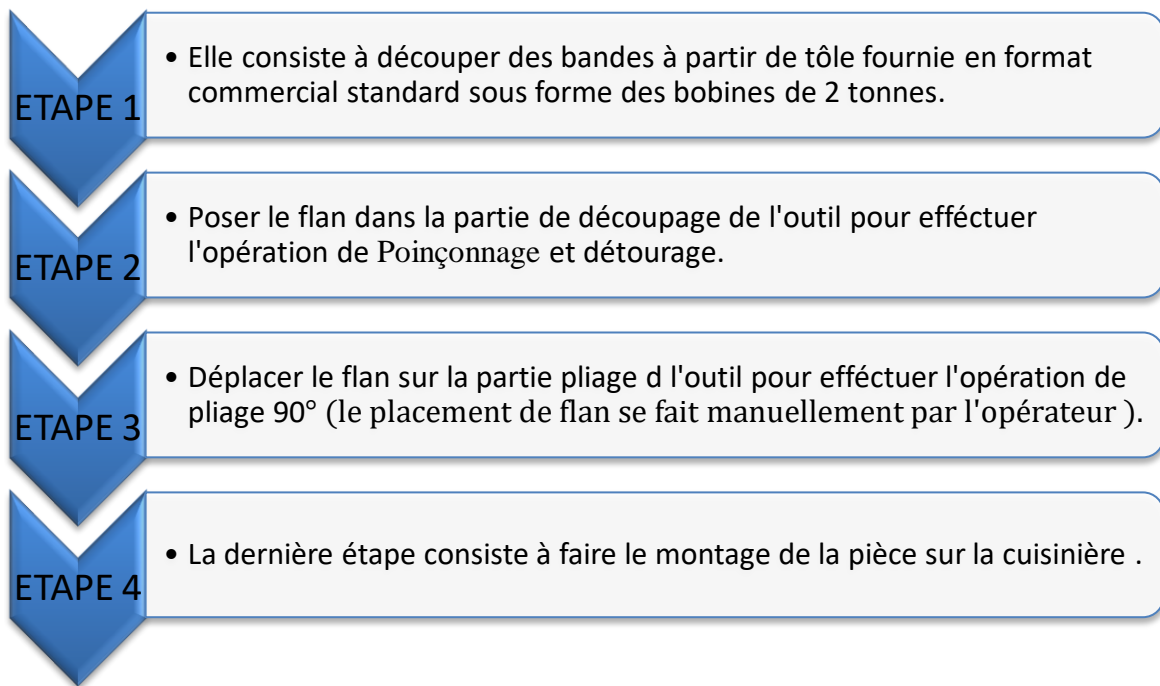 ETAPE 1
• Elle consiste à découper des bandes à partir de tôle fournie en format
commercial standard sous forme des bobines de 2 tonnes.
ETAPE 2
• Poser le flan dans la partie de découpage de l'outil pour efféctuer
l'opération de Poinçonnage et détourage.
ETAPE 3
• Déplacer le flan sur la partie pliage d l'outil pour efféctuer l'opération de
pliage 90° (le placement de flan se fait manuellement par l'opérateur ).
ETAPE 4
• La dernière étape consiste à faire le montage de la pièce sur la cuisinière .